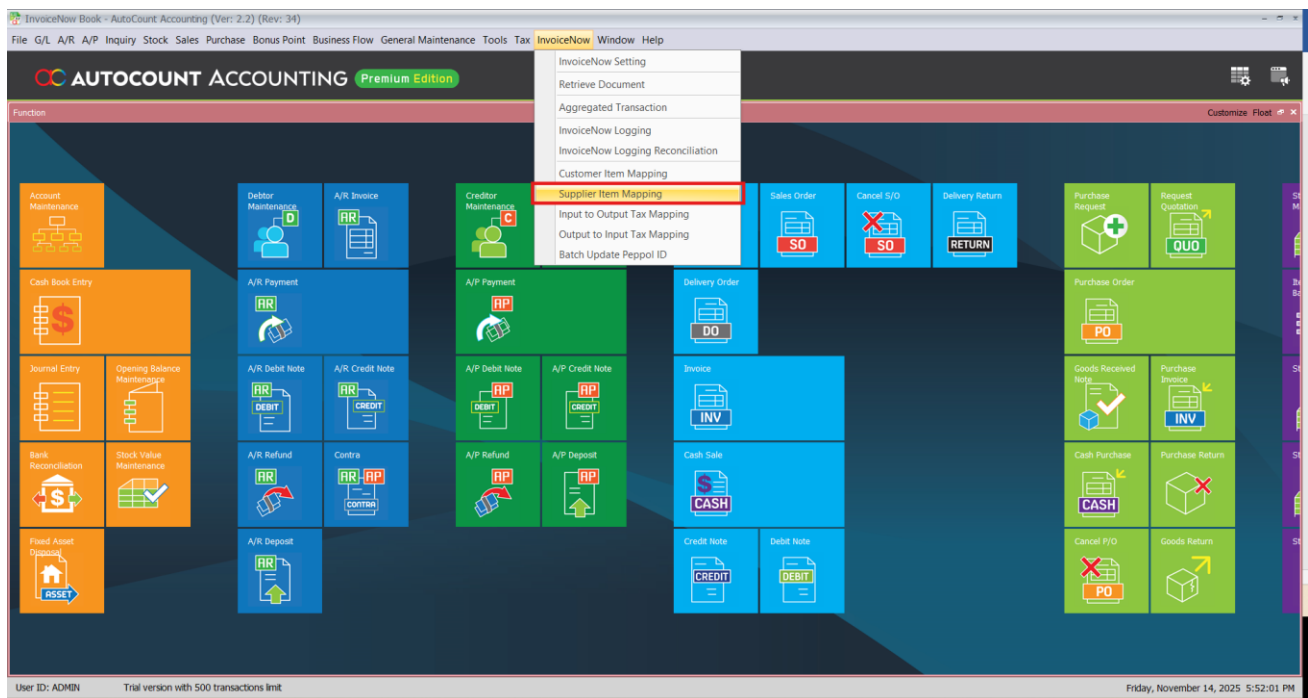 InvoiceNow Book - AutoCount Accounting (Ver: 2.2) (Rev: 34)
File G/L A/R A/P Inquiry Stock Sales Purchase Bonus Point Business Flow General Maintenance Tools Tax InvoiceNow Window Help
AUTOCOUNT ACCOUNTING Premium Edition
InvoiceNow Setting
Retrieve Document
Aggregated Transaction
InvoiceNow Logging
InvoiceNow Logging Reconciliation
Customer Item Mapping
Supplier Item Mapping
Input to Output Tax Mapping
Output to Input Tax Mapping
Batch Update Peppol ID
Function
Customize Float
Account
Maintenance
Debtor
Maintenance
D
A/R Invoice
AR
Creditor
Maintenance
C
Sales Order
SO
Cancel S/O
SO
Delivery Return
RETURN
Purchase
Request
Request
Quotation
QUO
Cash Book Entry
A/R Payment
AR
A/P Payment
AP
Delivery Order
DO
Purchase Order
PO
Journal Entry
Opening Balance
Maintenance
A/R Debit Note
AR
DEBIT
A/R Credit Note
AR
CREDIT
A/P Debit Note
AP
DEBIT
A/P Credit Note
AP
CREDIT
Invoice
INV
Goods Received
Note
Purchase
Invoice
INV
Bank
Reconciliation
Stock Value
Maintenance
A/R Refund
AR
Contra
AR AP
CONTRA
A/P Refund
AP
A/P Deposit
AP
Cash Sale
CASH
Cash Purchase
CASH
Purchase Return
Fixed Asset
Disposal
ASSET
A/R Deposit
AR
Credit Note
CREDIT
Debit Note
DEBIT
Cancel P/O
PO
Goods Return
User ID: ADMIN
Trial version with 500 transactions limit
Friday, November 14, 2025 5:52:01 PM